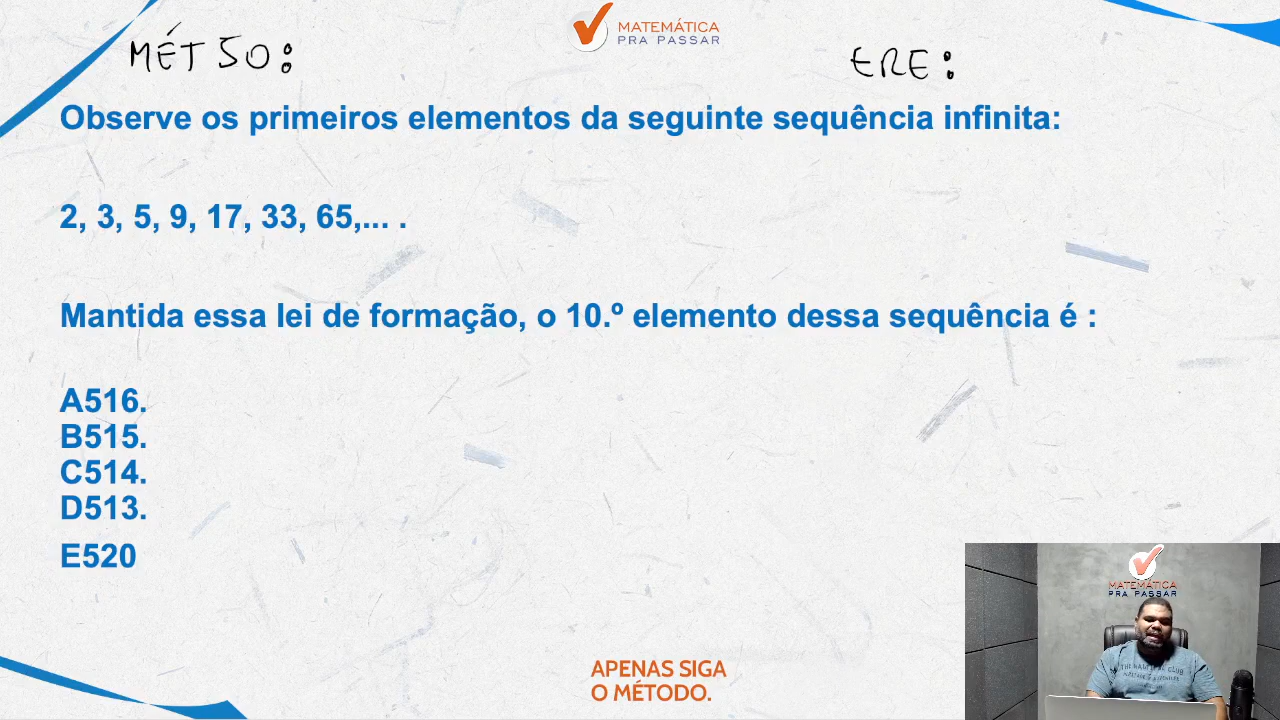 MATEMÁTICA
PRA PASSAR
MÉT 50:
ERE:
Observe os primeiros elementos da seguinte sequência infinita:
2, 3, 5, 9, 17, 33, 65,... .
Mantida essa lei de formação, o 10.º elemento dessa sequência é :
A516.
B515.
C514.
D513.
E520
MATEMÁTICA
PRA PASSAR
APENAS SIGA
O MÉTODO.